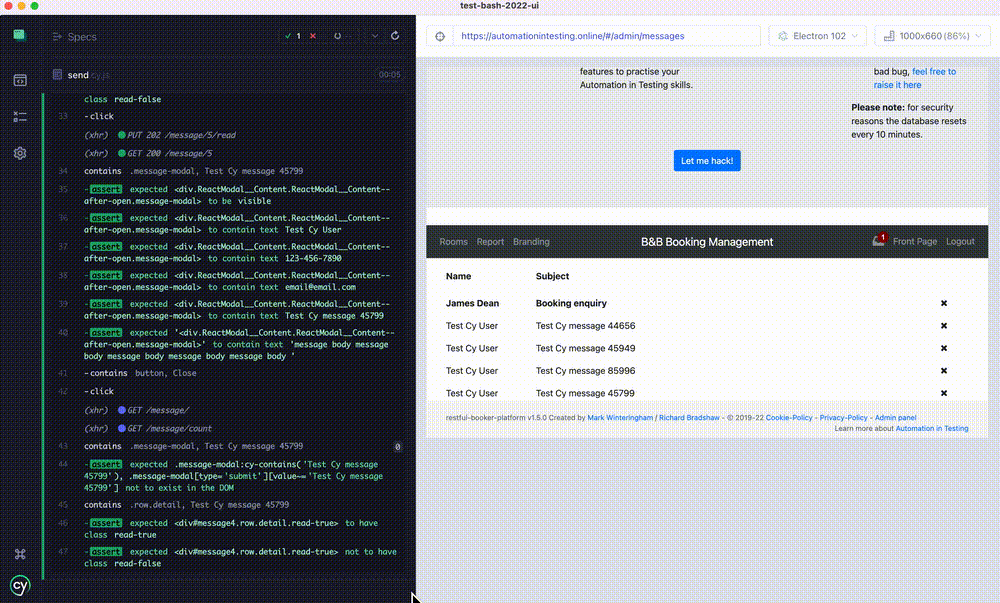 test-bash-2022-ui
Specs
1
send.cy.js
00:05
class read-false
33 -click
(xhr) PUT 202 /message/5/read
(xhr) GET 200 /message/5
34 contains .message-modal, Test Cy message 45799
35 -assert expected <div.ReactModal__Content.ReactModal__Content--
after-open.message-modal> to be visible
36 -assert expected <div.ReactModal__Content.ReactModal__Content--
after-open.message-modal> to contain text Test Cy User
37 -assert expected <div.ReactModal__Content.ReactModal__Content--
after-open.message-modal> to contain text 123-456-7890
38 -assert expected <div.ReactModal__Content.ReactModal__Content--
after-open.message-modal> to contain text email@email.com
39 -assert expected <div.ReactModal__Content.ReactModal__Content--
after-open.message-modal> to contain text Test Cy message 45799
40 -assert expected '<div.ReactModal__Content.ReactModal__Content--
after-open.message-modal>' to contain text 'message body message
body message body message body message body '
41 -contains button, Close
42 -click
(xhr) GET /message/
(xhr) GET /message/count
43 contains .message-modal, Test Cy message 45799 0
44 -assert expected .message-modal:cy-contains('Test Cy message
45799'), .message-modal[type='submit'][value~='Test Cy message
45799'] not to exist in the DOM
45 contains .row.detail, Test Cy message 45799
46 -assert expected <div#message4.row.detail.read-true> to have
class read-true
47 -assert expected <div#message4.row.detail.read-true> not to have
class read-false
cy
https://automationintesting.online/#/admin/messages
Electron 102
1000x660 (86%)
features to practise your
Automation in Testing skills.
bad bug, feel free to
raise it here
Please note: for security
reasons the database resets
every 10 minutes.
Let me hack!
Rooms Report Branding B&B Booking Management 1 Front Page Logout
Name Subject
James Dean Booking enquiry
Test Cy User Test Cy message 44656
Test Cy User Test Cy message 45949
Test Cy User Test Cy message 85996
Test Cy User Test Cy message 45799
restful-booker-platform v1.5.0 Created by Mark Winteringham / Richard Bradshaw - © 2019-22 Cookie-Policy - Privacy-Policy - Admin panel
Learn more about Automation in Testing